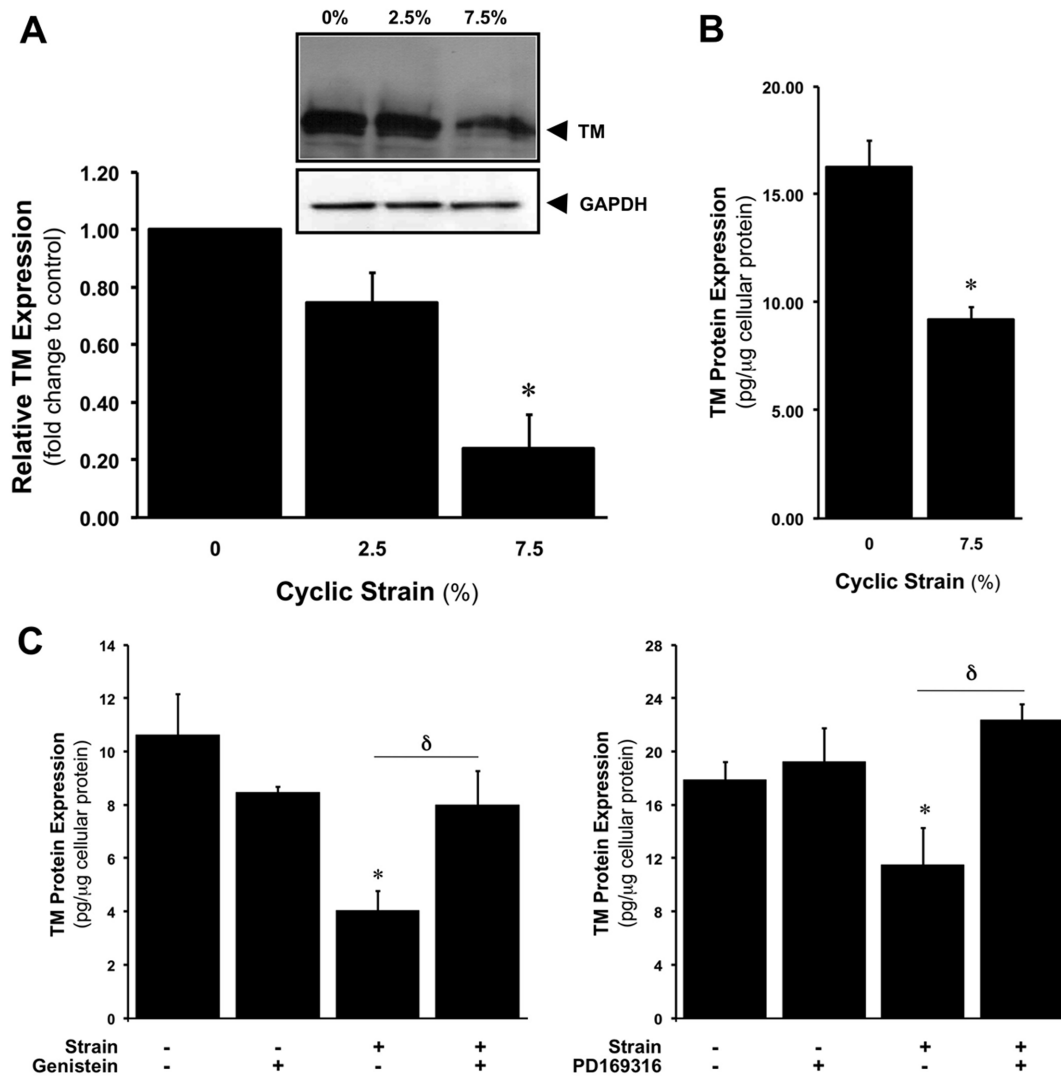 A
0% 2.5% 7.5%
TM
GAPDH
Relative TM Expression
(fold change to control)
1.20
1.00
0.80
0.60
0.40
0.20
0.00
*
0 2.5 7.5
Cyclic Strain (%)
B
TM Protein Expression
(pg/μg cellular protein)
20.00
15.00
10.00
5.00
0.00
*
0 7.5
Cyclic Strain (%)
C
TM Protein Expression
(pg/μg cellular protein)
14
12
10
8
6
4
2
0
δ
*
Strain - - + +
Genistein - + - +
TM Protein Expression
(pg/μg cellular protein)
28
24
20
16
12
8
4
0
δ
*
Strain - - + +
PD169316 - + - +